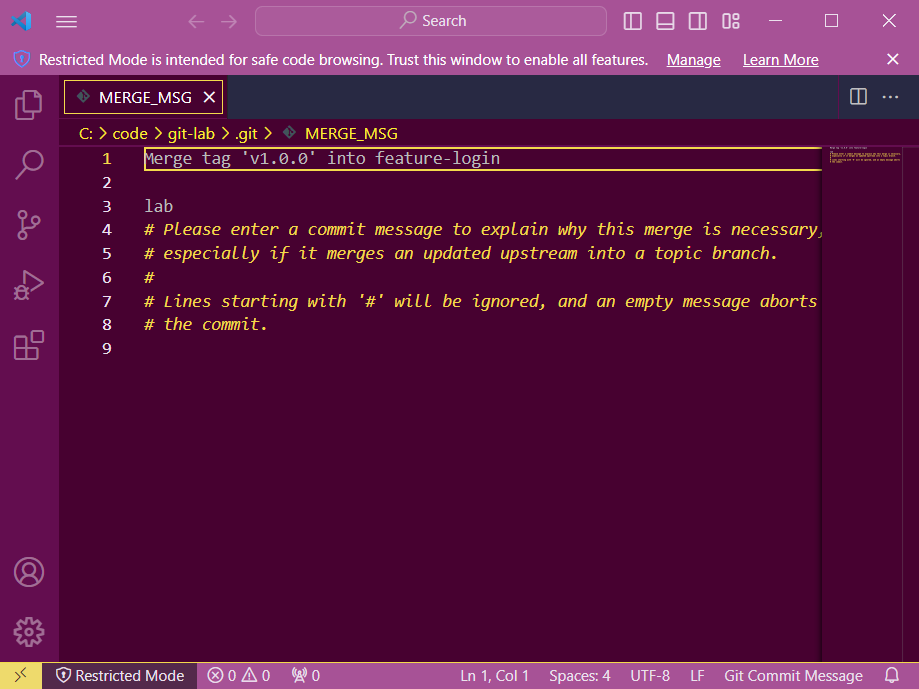 Search
Restricted Mode is intended for safe code browsing. Trust this window to enable all features. Manage Learn More
MERGE_MSG
C: > code > git-lab > .git > MERGE_MSG
1 Merge tag 'v1.0.0' into feature-login
2
3 lab
4 # Please enter a commit message to explain why this merge is necessary,
5 # especially if it merges an updated upstream into a topic branch.
6 #
7 # Lines starting with '#' will be ignored, and an empty message aborts
8 # the commit.
9
Restricted Mode 0 0 0 Ln 1, Col 1 Spaces: 4 UTF-8 LF Git Commit Message